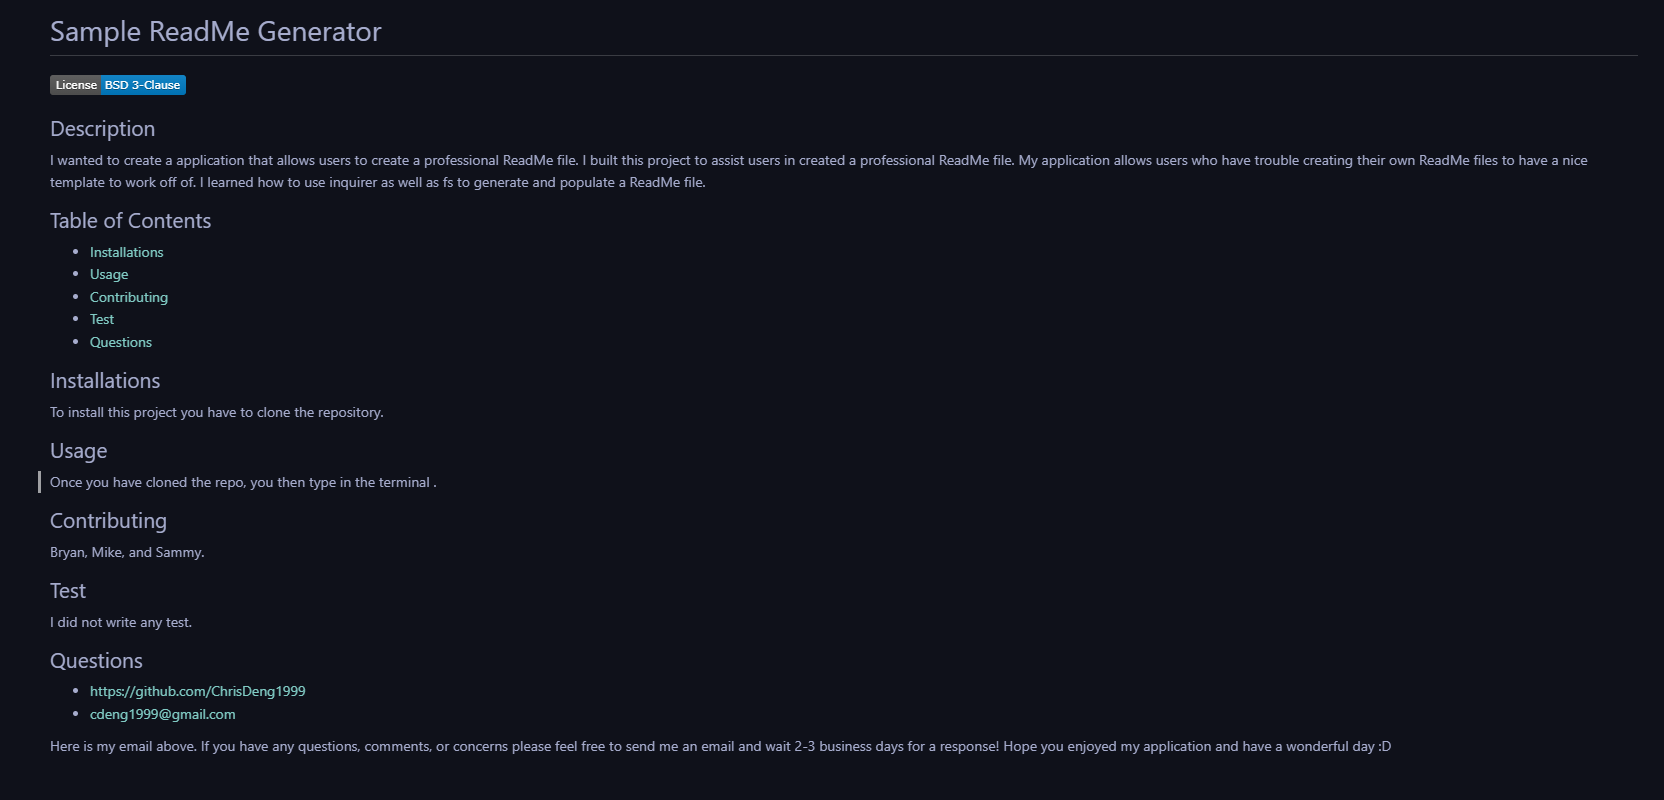 Sample ReadMe Generator
License BSD 3-Clause
Description
I wanted to create a application that allows users to create a professional ReadMe file. I built this project to assist users in created a professional ReadMe file. My application allows users who have trouble creating their own ReadMe files to have a nice
template to work off of. I learned how to use inquirer as well as fs to generate and populate a ReadMe file.
Table of Contents
• Installations
• Usage
• Contributing
• Test
• Questions
Installations
To install this project you have to clone the repository.
Usage
Once you have cloned the repo, you then type in the terminal .
Contributing
Bryan, Mike, and Sammy.
Test
I did not write any test.
Questions
• https://github.com/ChrisDeng1999
• cdeng1999@gmail.com
Here is my email above. If you have any questions, comments, or concerns please feel free to send me an email and wait 2-3 business days for a response! Hope you enjoyed my application and have a wonderful day :D